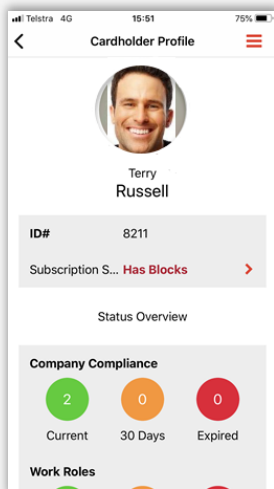 Telstra 4G 15:51 75%
Cardholder Profile
Terry
Russell
ID# 8211
Subscription S... Has Blocks
Status Overview
Company Compliance
2 0 0
Current 30 Days Expired
Work Roles